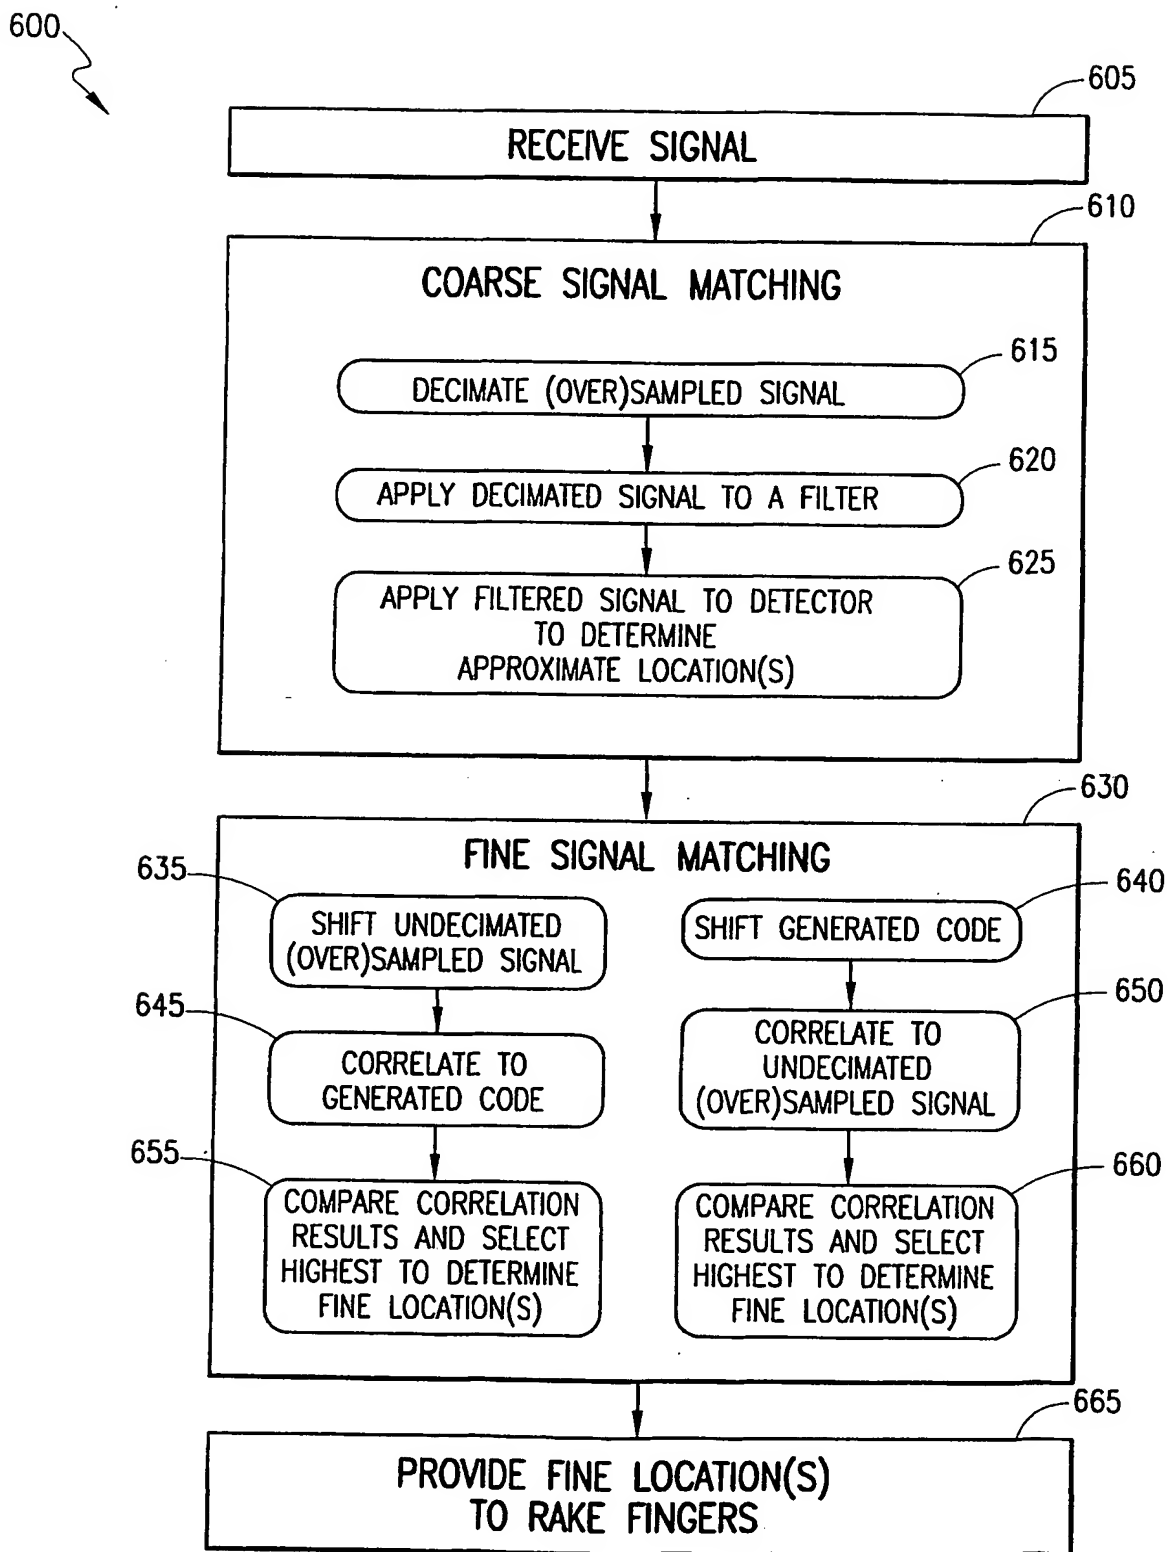 600
605
RECEIVE SIGNAL
610
COARSE SIGNAL MATCHING
615
DECIMATE (OVER)SAMPLED SIGNAL
620
APPLY DECIMATED SIGNAL TO A FILTER
625
APPLY FILTERED SIGNAL TO DETECTOR
TO DETERMINE
APPROXIMATE LOCATION(S)
630
FINE SIGNAL MATCHING
635
SHIFT UNDECIMATED
(OVER)SAMPLED SIGNAL
640
SHIFT GENERATED CODE
645
CORRELATE TO
GENERATED CODE
650
CORRELATE TO
UNDECIMATED
(OVER)SAMPLED SIGNAL
655
COMPARE CORRELATION
RESULTS AND SELECT
HIGHEST TO DETERMINE
FINE LOCATION(S)
660
COMPARE CORRELATION
RESULTS AND SELECT
HIGHEST TO DETERMINE
FINE LOCATION(S)
665
PROVIDE FINE LOCATION(S)
TO RAKE FINGERS